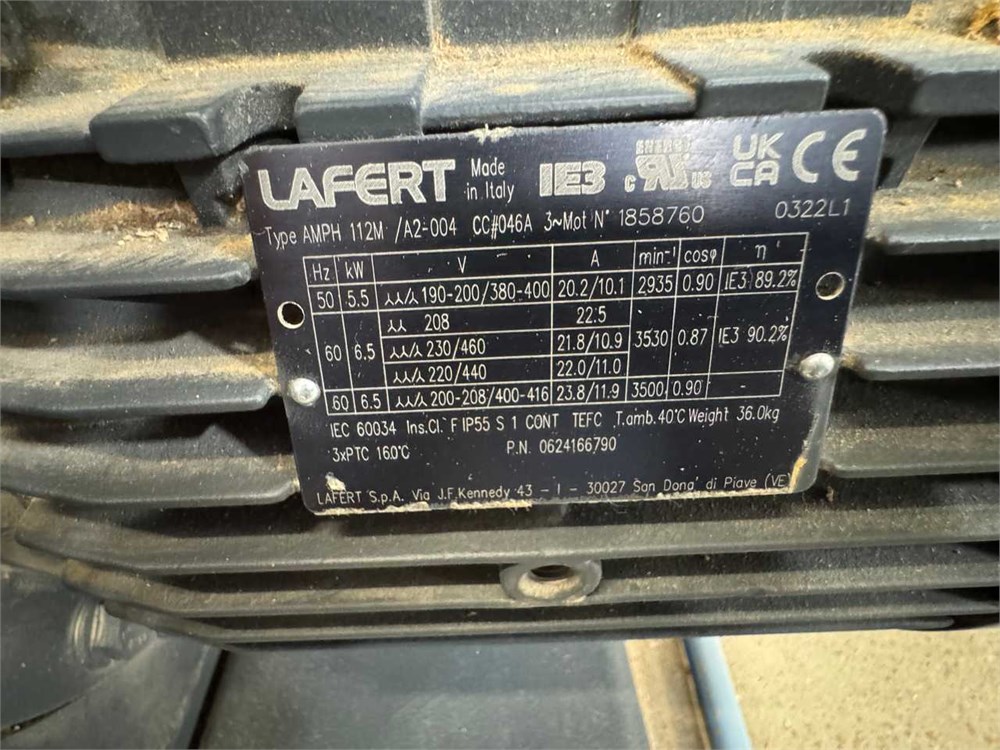 LAFERT Made in Italy IE3 ENERGY c RU US UK CA CE
Type AMPH 112M /A2-004 CC#046A 3~Mot N° 1858760 0322L1
Hz kW V A min⁻¹ cosφ η
50 5.5 ⅄⅄/⅄ 190-200/380-400 20.2/10.1 2935 0.90 IE3 89.2%
⅄⅄ 208 22.5
60 6.5 ⅄⅄/⅄ 230/460 21.8/10.9 3530 0.87 IE3 90.2%
⅄⅄/⅄ 220/440 22.0/11.0
60 6.5 ⅄⅄/⅄ 200-208/400-416 23.8/11.9 3500 0.90 -
IEC 60034 Ins.Cl. F IP55 S 1 CONT TEFC T.amb.40°C Weight 36.0kg
3xPTC 160°C P.N. 0624166790
LAFERT S.p.A. Via J.F.Kennedy 43 - I - 30027 San Dona' di Piave (VE)